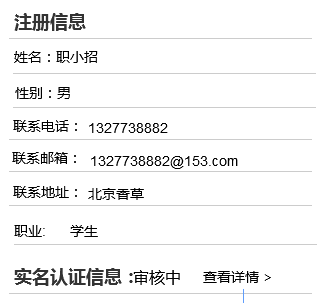 注册信息
姓名：职小招
性别：男
联系电话： 1327738882
联系邮箱： 1327738882@153.com
联系地址： 北京香草
职业: 学生
实名认证信息：审核中 查看详情 >